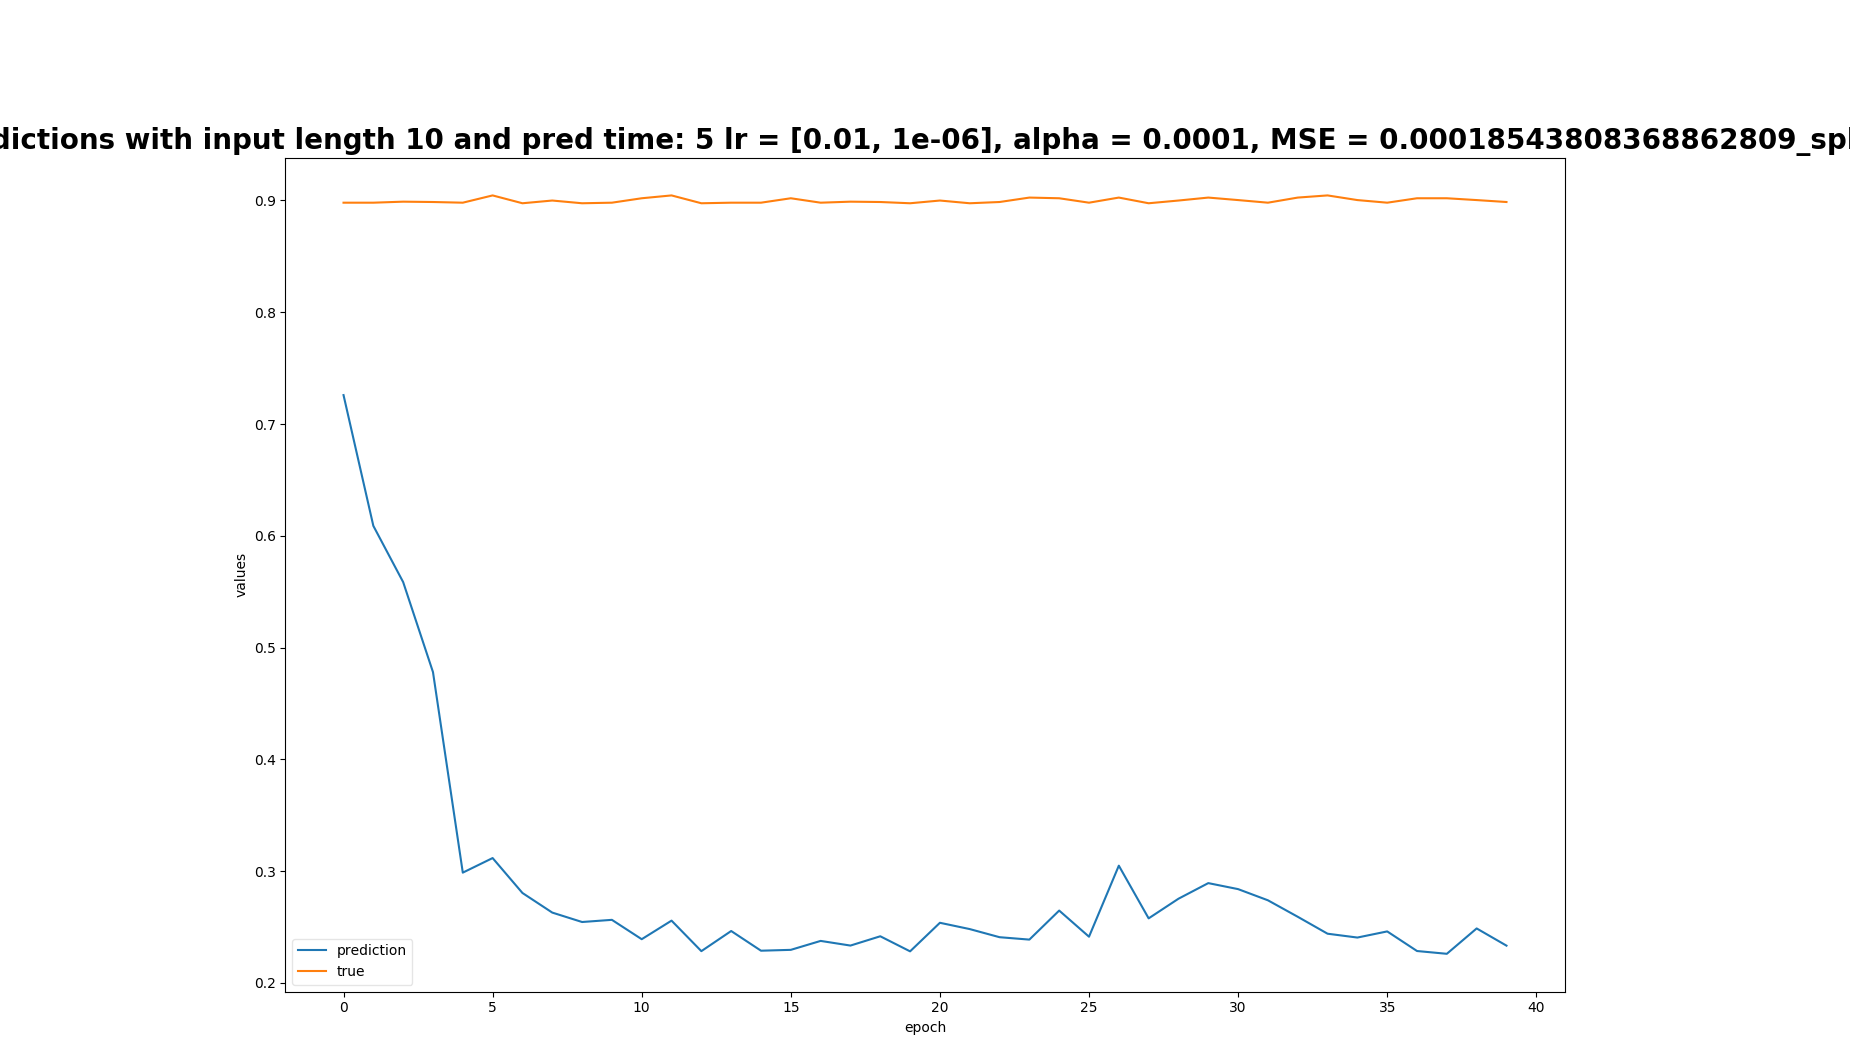 dictions with input length 10 and pred time: 5 lr = [0.01, 1e-06], alpha = 0.0001, MSE = 0.00018543808368862809_spl
0.9
0.8
0.7
0.6
0.5
0.4
0.3
0.2
values
prediction
true
0 5 10 15 20 25 30 35 40
epoch